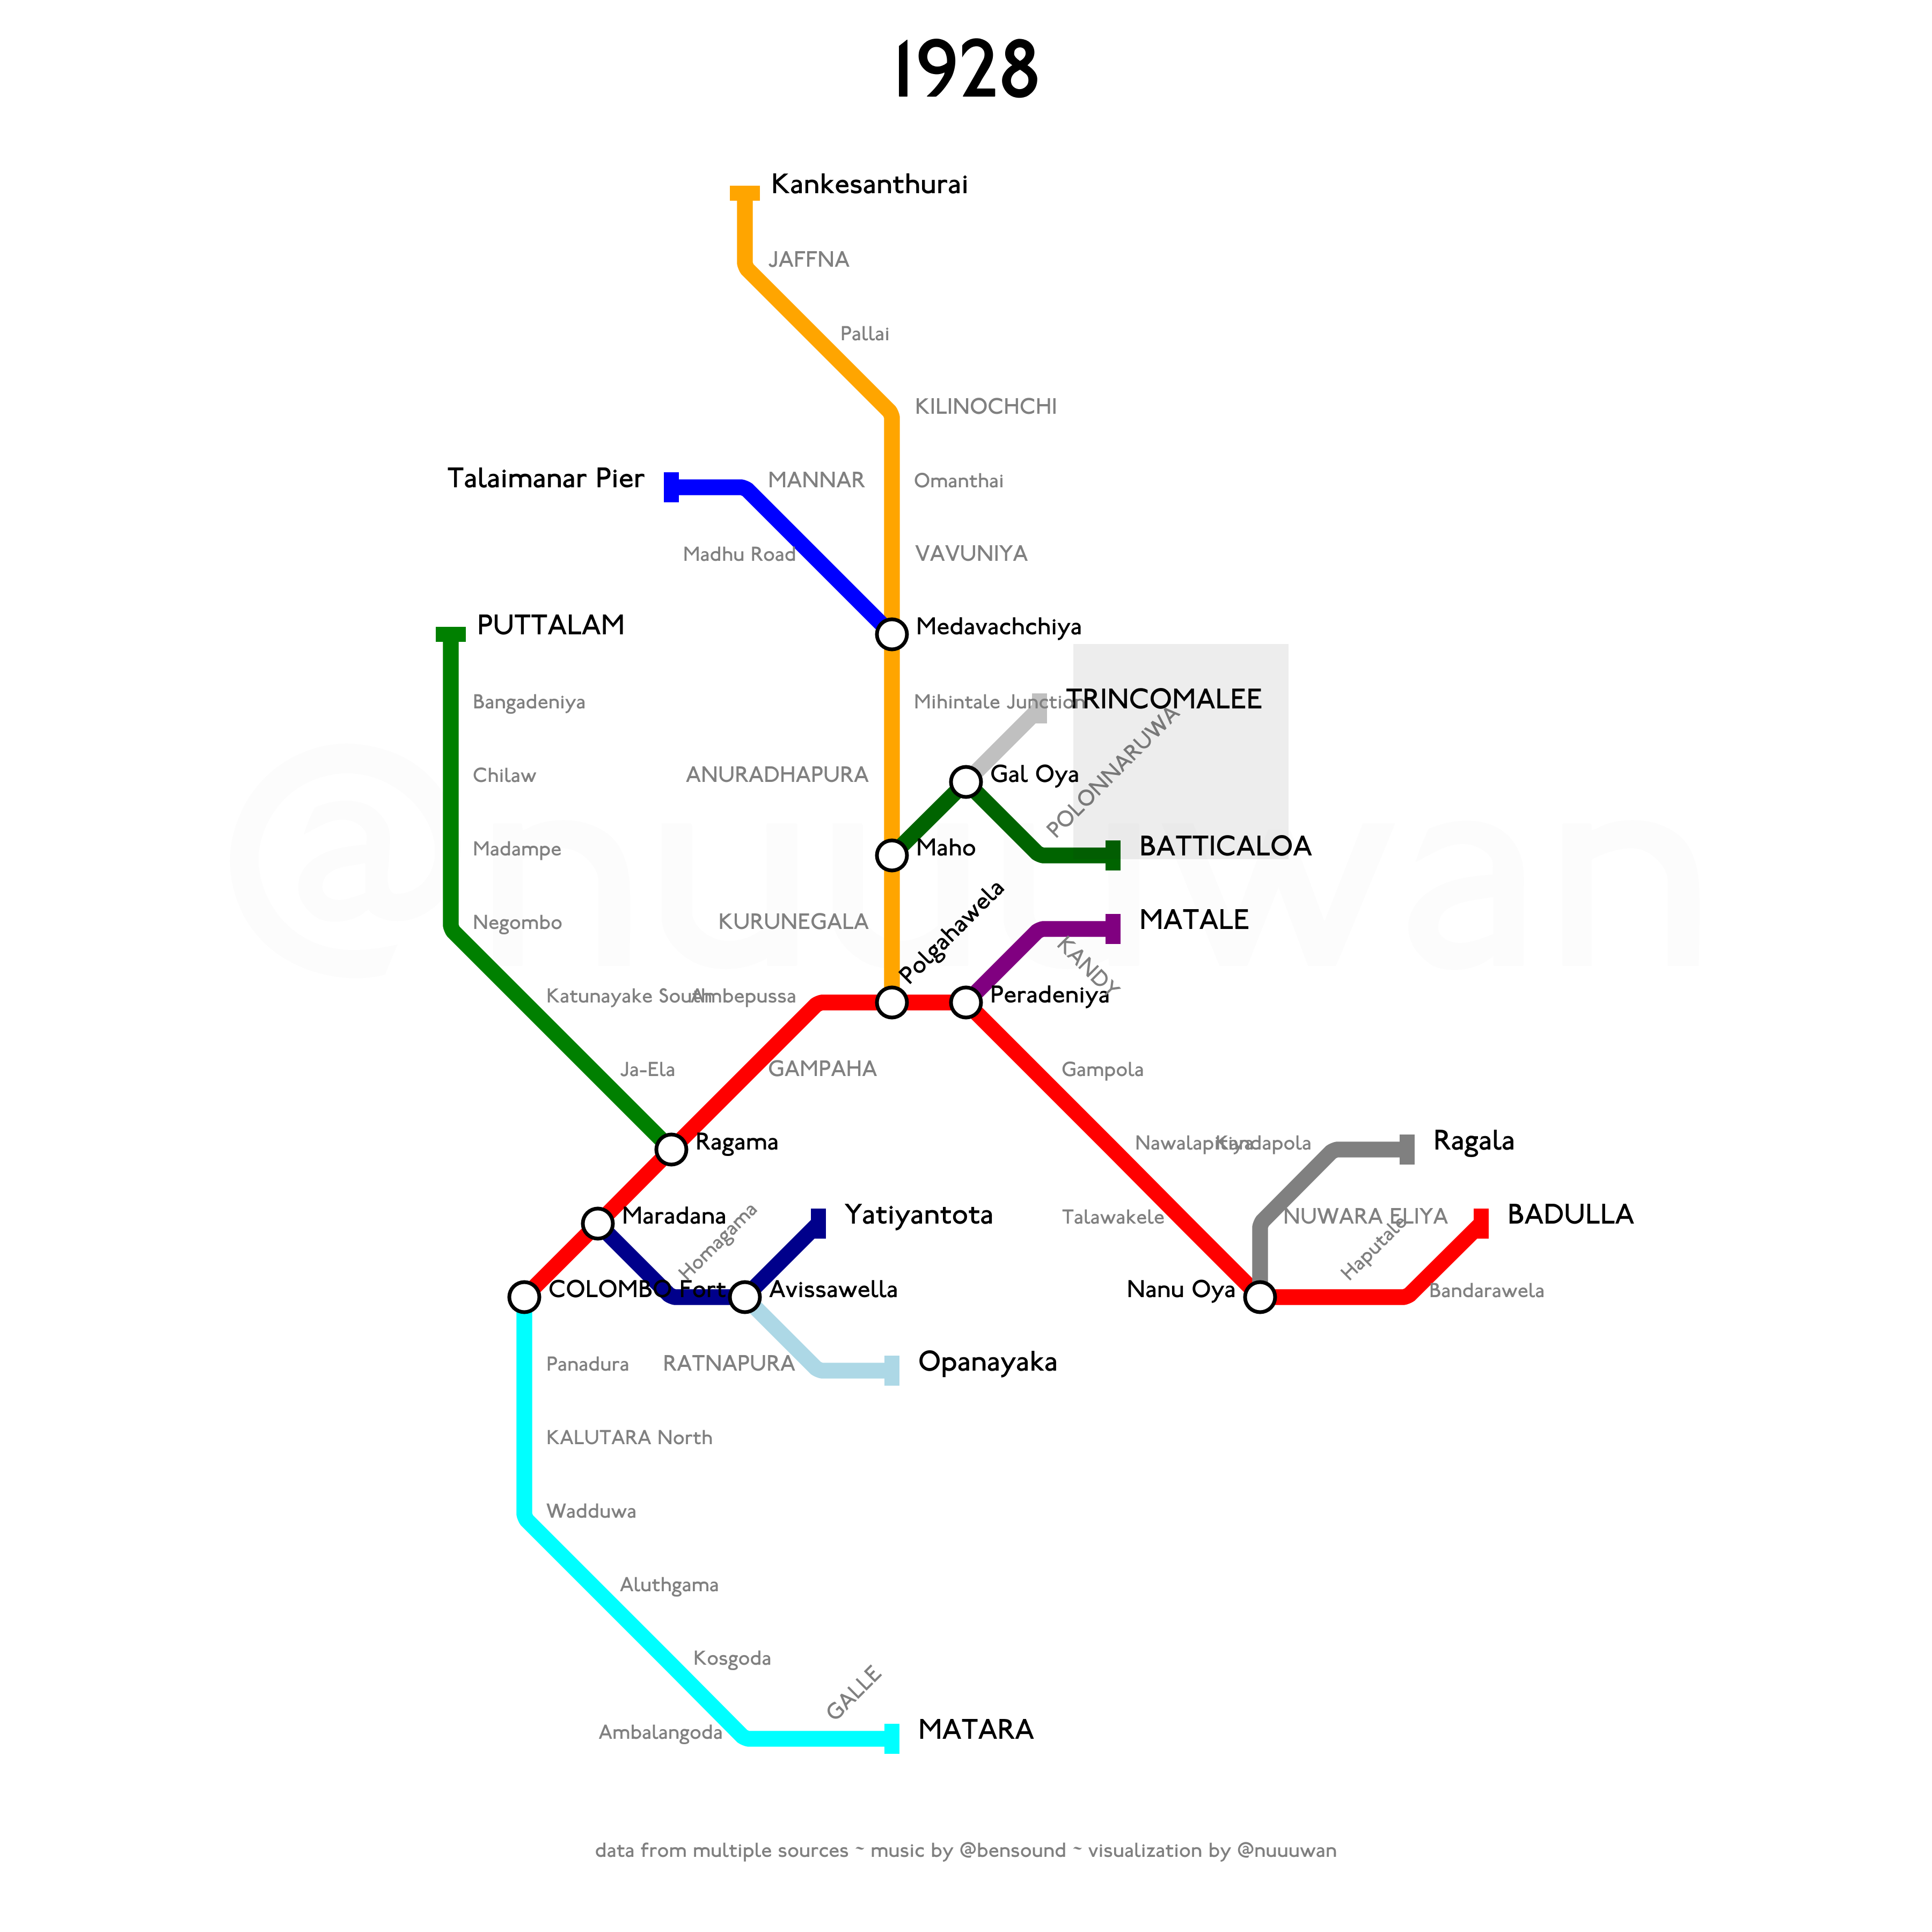 1928
Kankesanthurai
JAFFNA
Pallai
KILINOCHCHI
Talaimanar Pier
MANNAR
Omanthai
Madhu Road
VAVUNIYA
PUTTALAM
Medavachchiya
Bangadeniya
Mihintale Junction
TRINCOMALEE
Chilaw
ANURADHAPURA
Gal Oya
POLONNARUWA
Madampe
Maho
BATTICALOA
@nuuuwan
Negombo
KURUNEGALA
Polgahawela
MATALE
KANDY
Katunayake South
Ambepussa
Peradeniya
Ja-Ela
GAMPAHA
Gampola
Ragama
Nawalapitiya
Kandapola
Ragala
Maradana
Homagama
Yatiyantota
Talawakele
NUWARA ELIYA
Haputale
BADULLA
COLOMBO Fort
Avissawella
Nanu Oya
Bandarawela
Panadura
RATNAPURA
Opanayaka
KALUTARA North
Wadduwa
Aluthgama
Kosgoda
GALLE
Ambalangoda
MATARA
data from multiple sources ~ music by @bensound ~ visualization by @nuuuwan